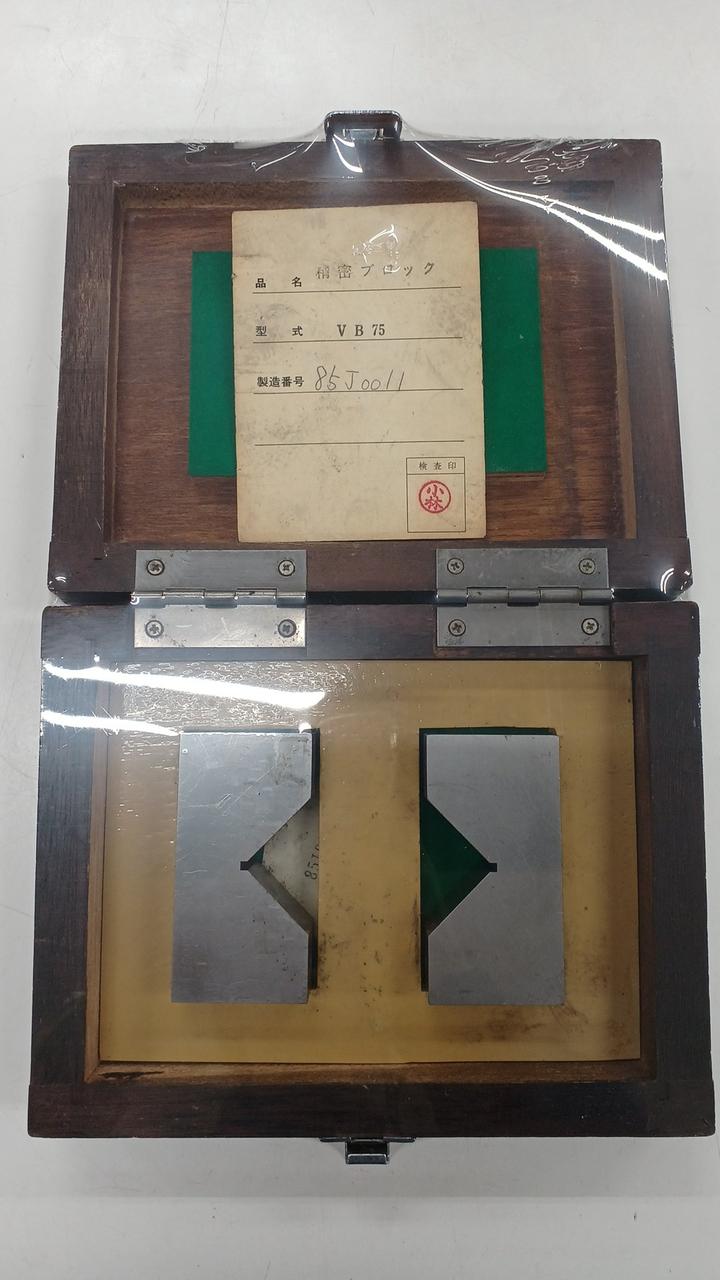 品 名 精密ブロック
型 式 VB 75
製造番号 85J0011
検査印
小林